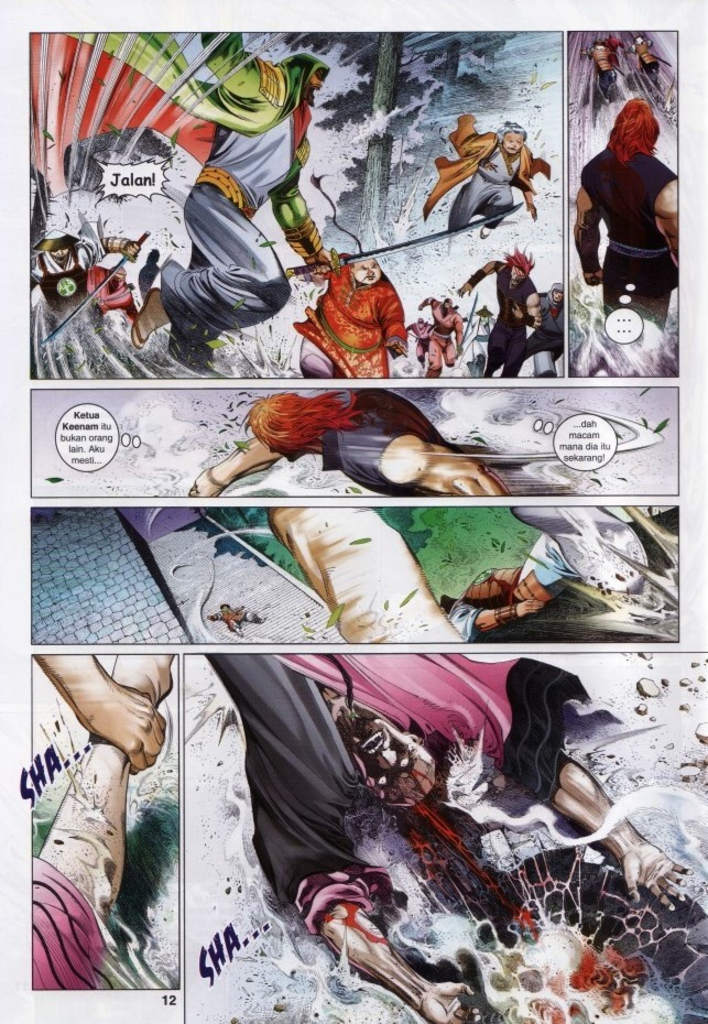 Jalan!
...
Ketua
Keenam itu
bukan orang
lain. Aku
mesti...
...dah
macam
mana dia itu
sekarang!
SHA...
SHA...
12